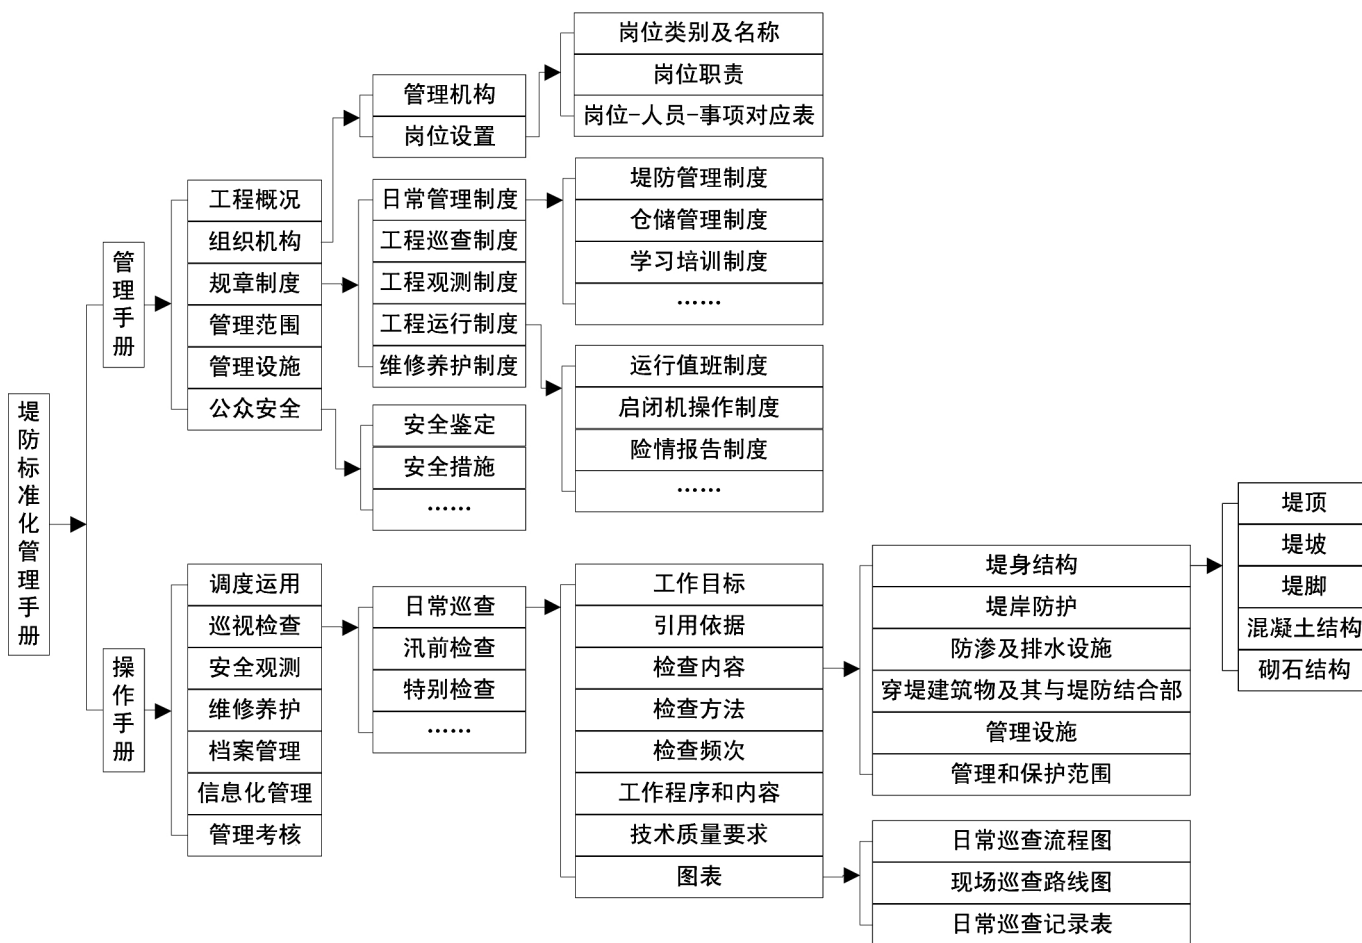 堤防标准化管理手册
管理手册
工程概况
组织机构
规章制度
管理范围
管理设施
公众安全
管理机构
岗位设置
岗位类别及名称
岗位职责
岗位-人员-事项对应表
日常管理制度
工程巡查制度
工程观测制度
工程运行制度
维修养护制度
堤防管理制度
仓储管理制度
学习培训制度
……
运行值班制度
启闭机操作制度
险情报告制度
……
安全鉴定
安全措施
……
操作手册
调度运用
巡视检查
安全观测
维修养护
档案管理
信息化管理
管理考核
日常巡查
汛前检查
特别检查
……
工作目标
引用依据
检查内容
检查方法
检查频次
工作程序和内容
技术质量要求
图表
堤身结构
堤岸防护
防渗及排水设施
穿堤建筑物及其与堤防结合部
管理设施
管理和保护范围
堤顶
堤坡
堤脚
混凝土结构
砌石结构
日常巡查流程图
现场巡查路线图
日常巡查记录表